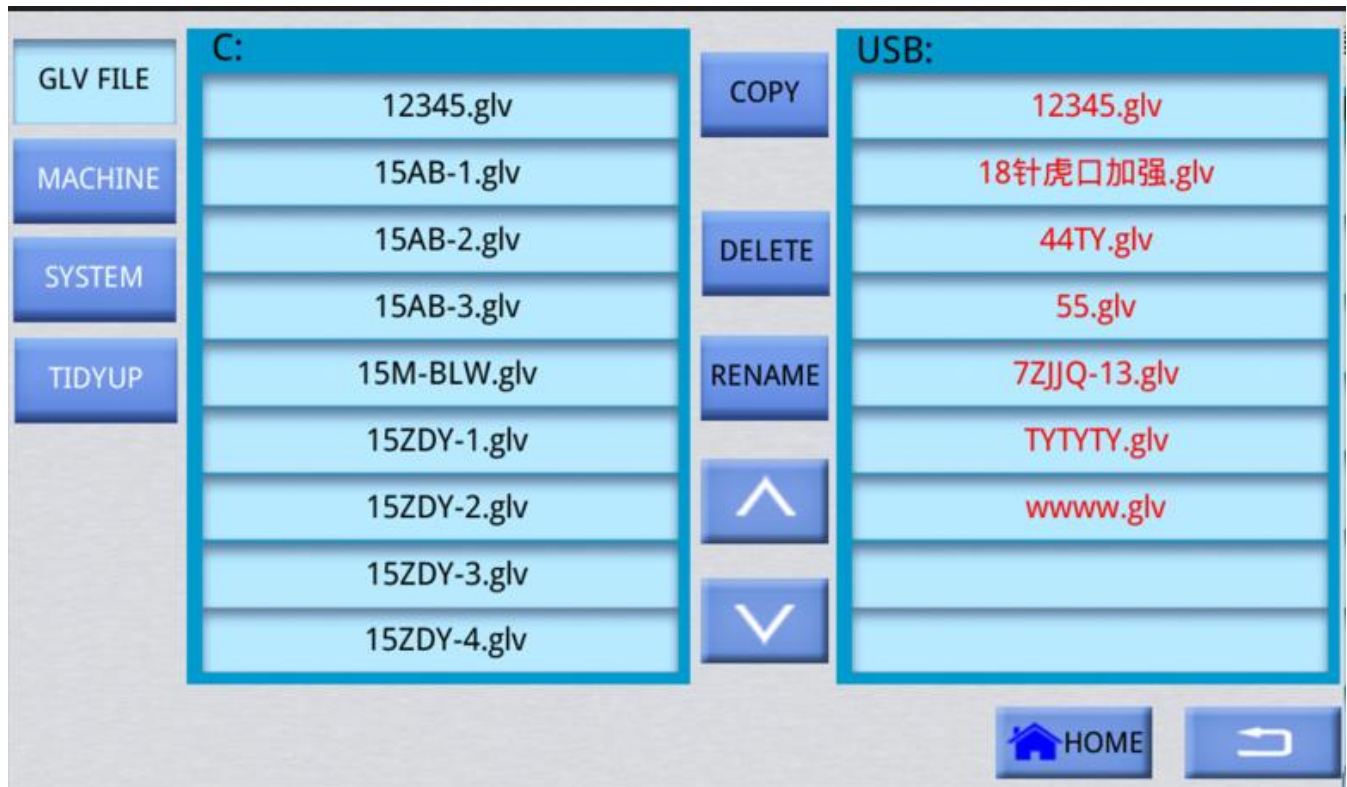 GLV FILE
MACHINE
SYSTEM
TIDYUP
C:
12345.glv
15AB-1.glv
15AB-2.glv
15AB-3.glv
15M-BLW.glv
15ZDY-1.glv
15ZDY-2.glv
15ZDY-3.glv
15ZDY-4.glv
COPY
DELETE
RENAME
USB:
12345.glv
18针虎口加强.glv
44TY.glv
55.glv
7ZJJQ-13.glv
TYTYTY.glv
wwww.glv
HOME